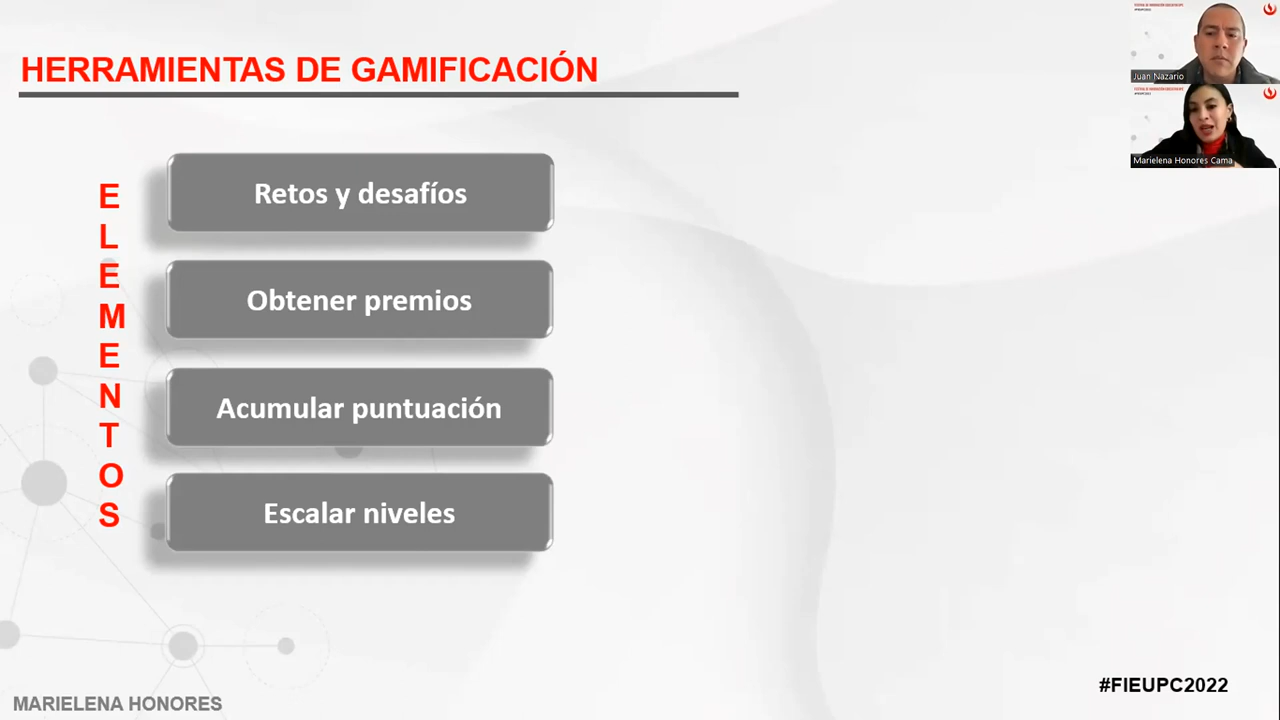 HERRAMIENTAS DE GAMIFICACIÓN
ELEMENTOS
Retos y desafíos
Obtener premios
Acumular puntuación
Escalar niveles
MARIELENA HONORES
#FIEUPC2022
Juan Nazario
Marielena Honores Cama